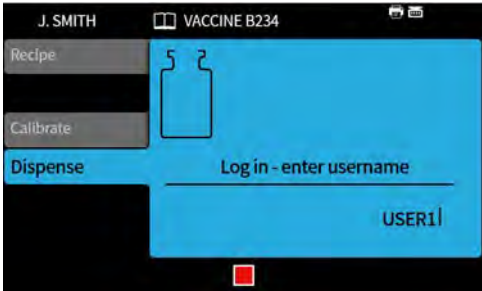 J. SMITH VACCINE B234
Recipe
Calibrate
Dispense
Log in - enter username
USER1